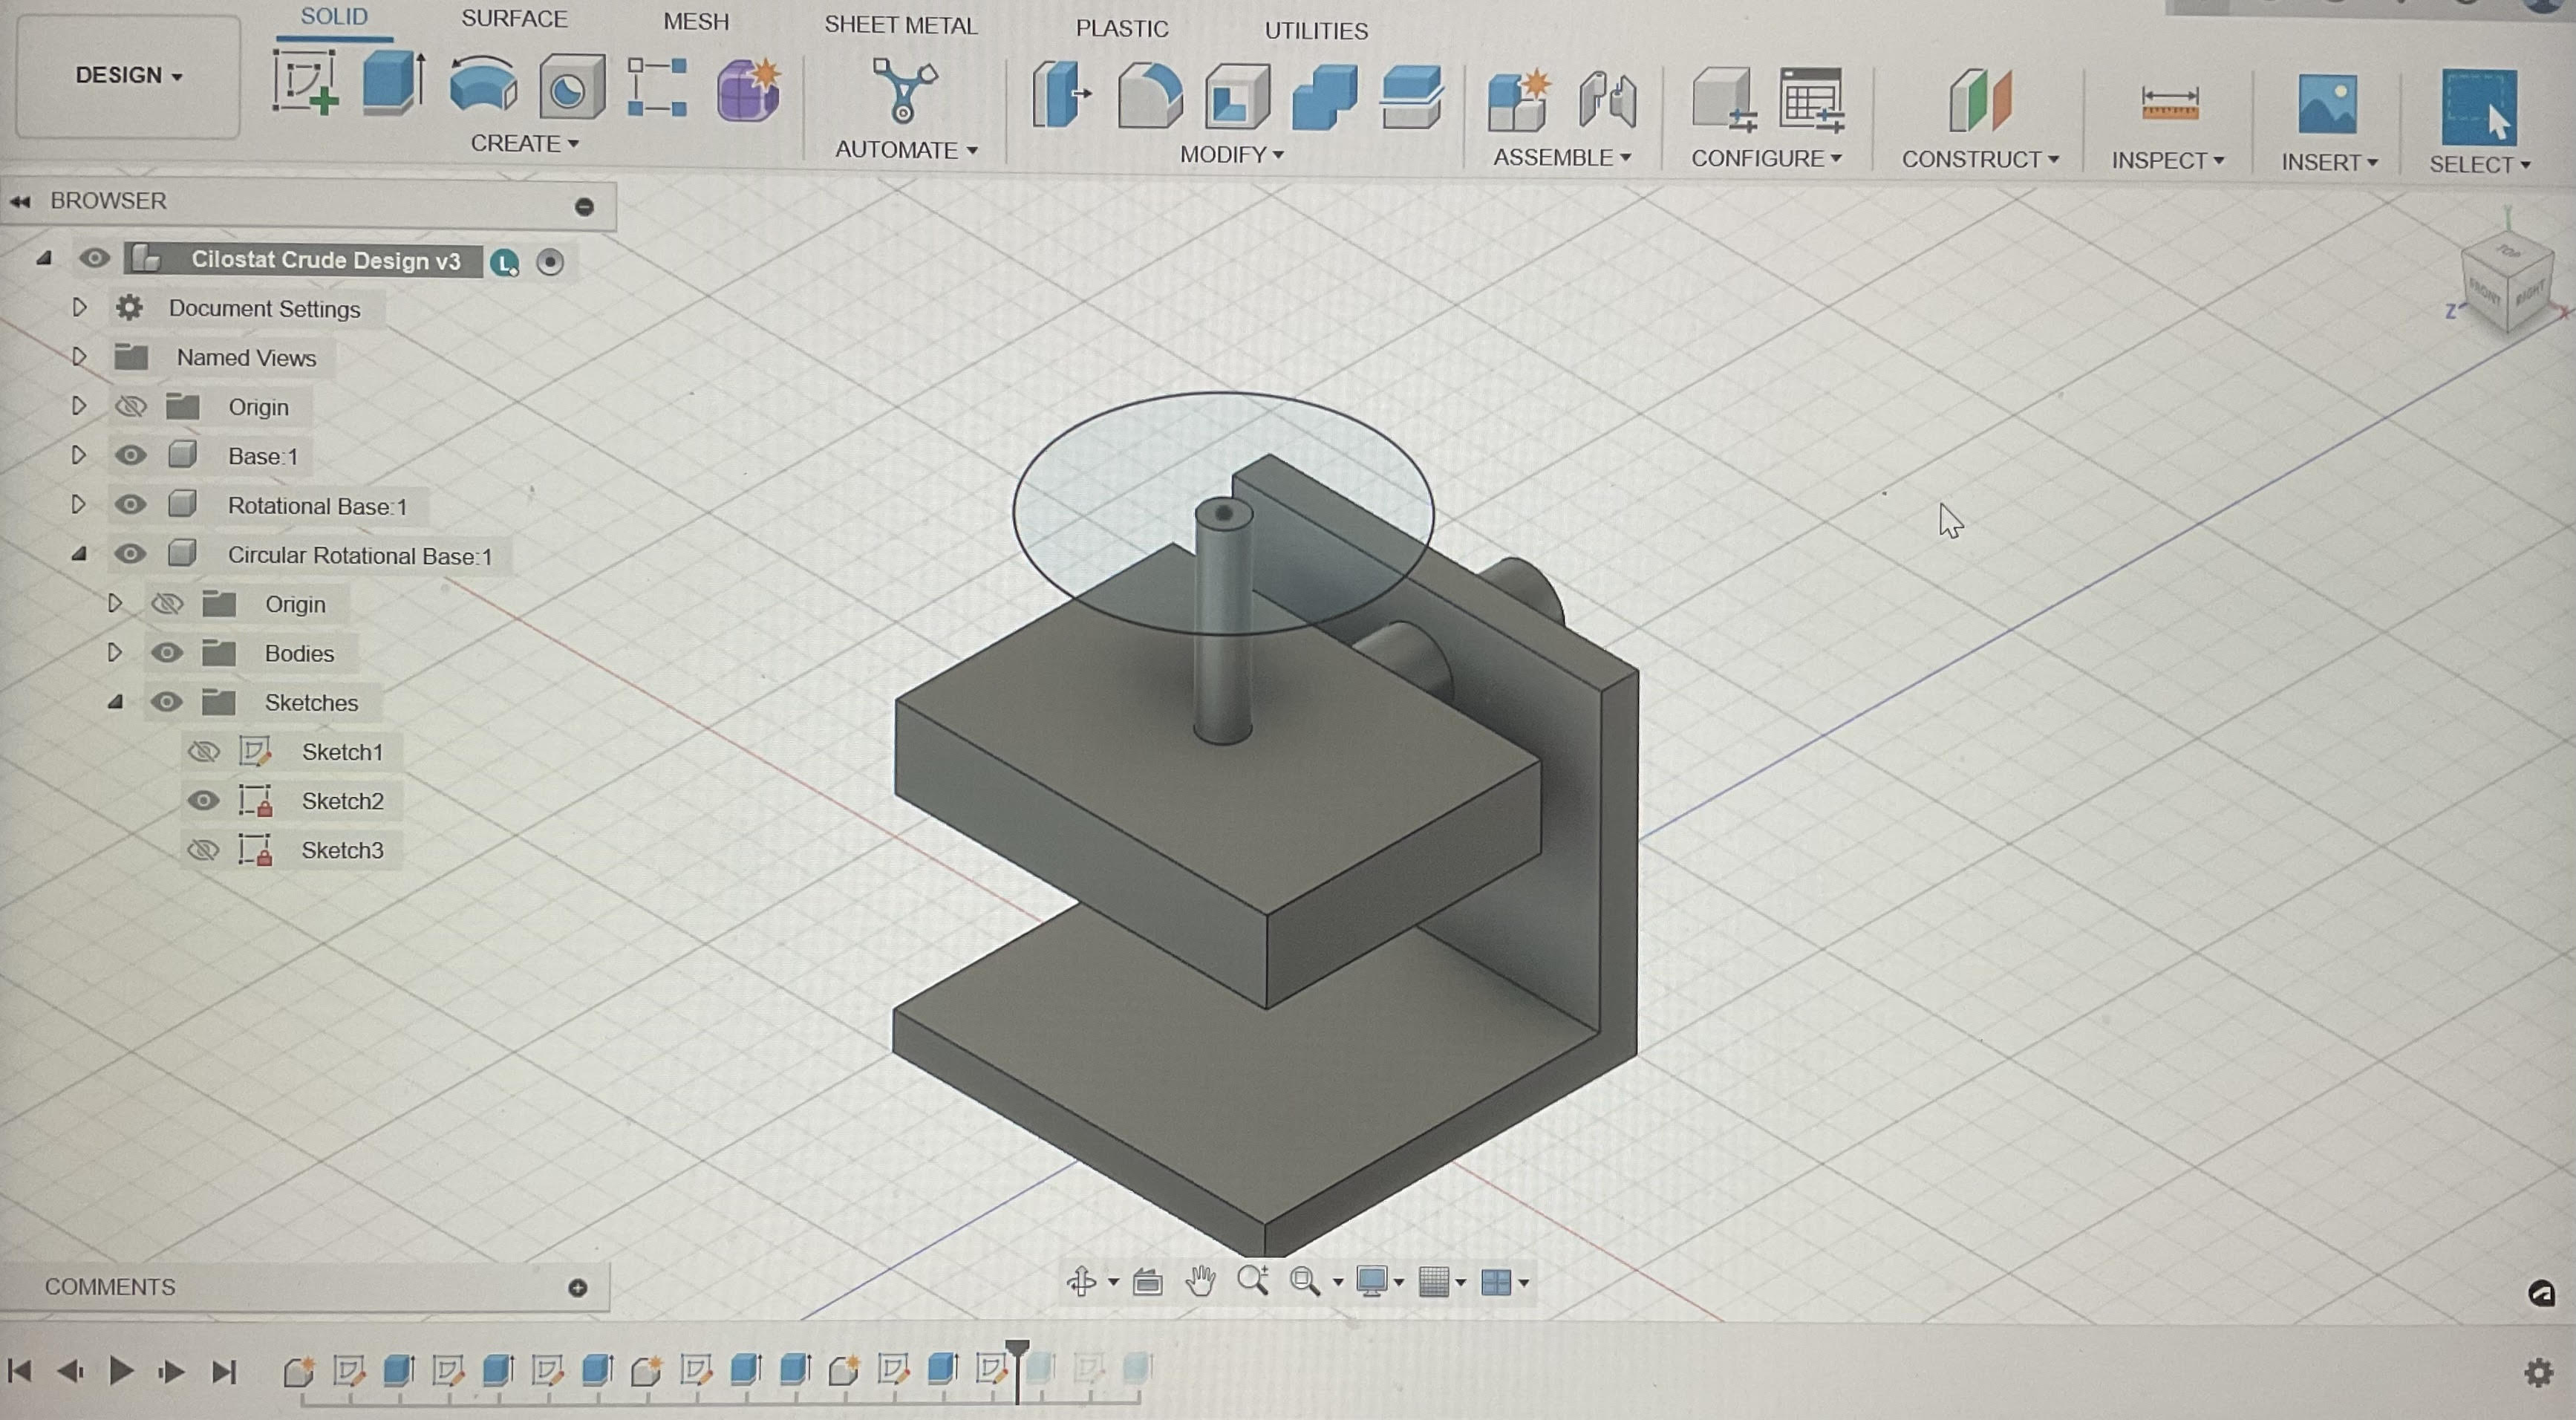 SOLID SURFACE MESH SHEET METAL PLASTIC UTILITIES
DESIGN
CREATE AUTOMATE MODIFY ASSEMBLE CONFIGURE CONSTRUCT INSPECT INSERT SELECT
BROWSER
Cilostat Crude Design v3 L
Document Settings
Named Views
Origin
Base:1
Rotational Base:1
Circular Rotational Base:1
Origin
Bodies
Sketches
Sketch1
Sketch2
Sketch3
Y
TOP
FRONT RIGHT
Z X
COMMENTS